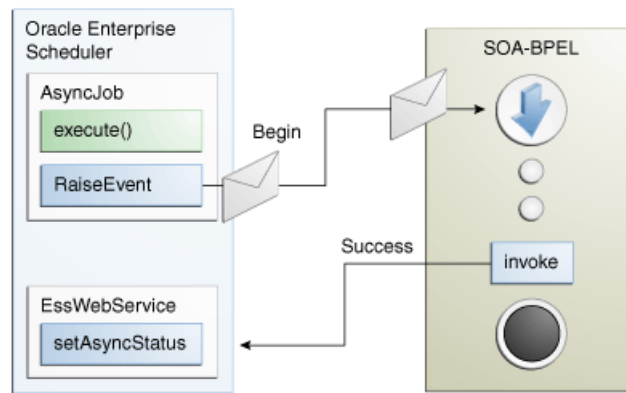 Oracle Enterprise
Scheduler
AsyncJob
execute()
RaiseEvent
Begin
SOA-BPEL
Success
invoke
EssWebService
setAsyncStatus